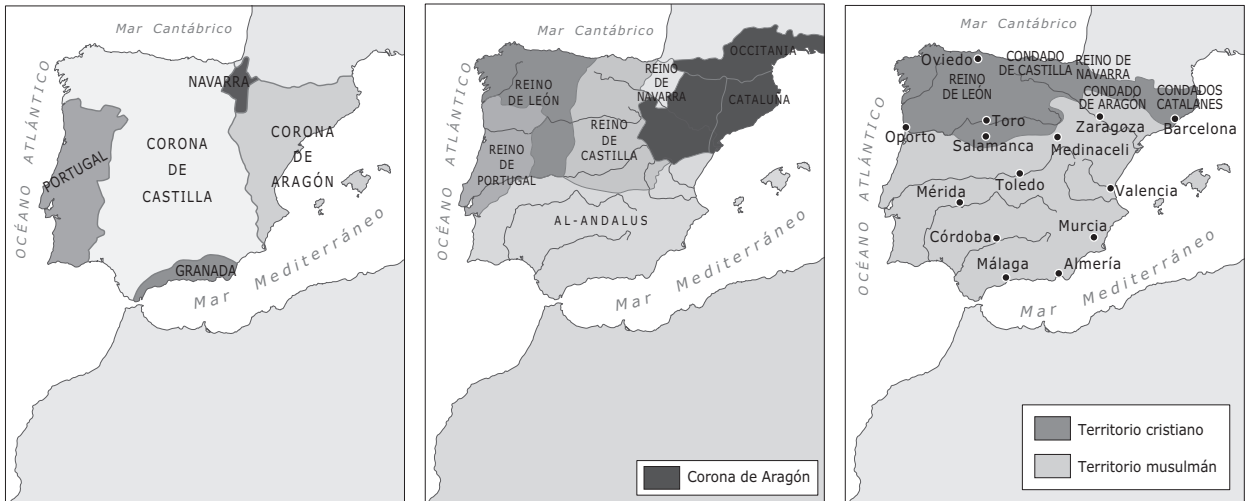 Mar Cantábrico
OCÉANO ATLÁNTICO
NAVARRA
PORTUGAL
CORONA
DE
CASTILLA
CORONA
DE
ARAGÓN
GRANADA
Mar Mediterráneo
Mar Cantábrico
OCÉANO ATLÁNTICO
OCCITANIA
REINO
DE LEÓN
REINO
DE
NAVARRA
CATALUÑA
REINO
DE
CASTILLA
REINO
DE
PORTUGAL
AL-ANDALUS
Mar Mediterráneo
Corona de Aragón
Mar Cantábrico
OCÉANO ATLÁNTICO
Oviedo
CONDADO
DE CASTILLA
REINO DE
NAVARRA
REINO
DE LEÓN
CONDADO
DE ARAGÓN
CONDADOS
CATALANES
Toro
Zaragoza
Barcelona
Oporto
Salamanca
Medinaceli
Toledo
Mérida
Valencia
Córdoba
Murcia
Málaga
Almería
Mar Mediterráneo
Territorio cristiano
Territorio musulmán